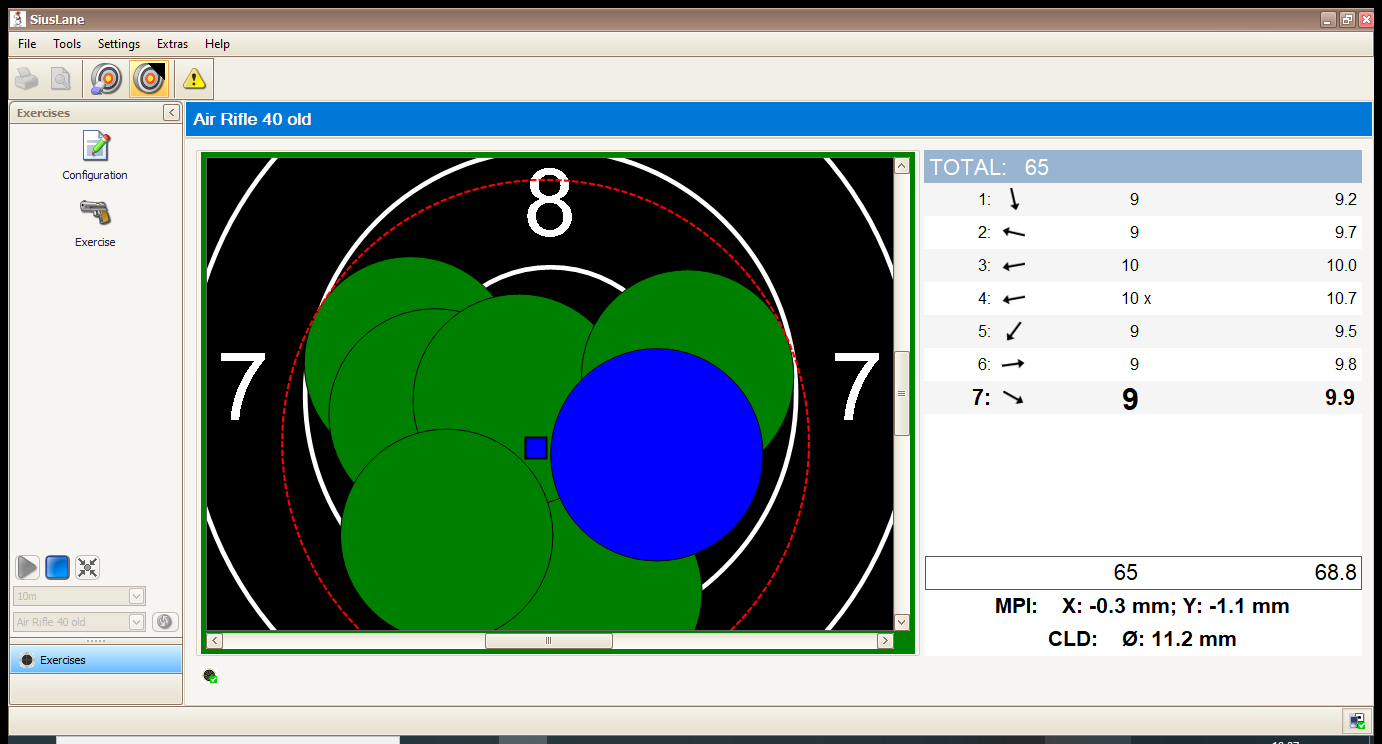 SiusLane
File Tools Settings Extras Help
Exercises
Configuration
Exercise
10m
Air Rifle 40 old
Exercises
Air Rifle 40 old
8
7 7
TOTAL: 65
1: 9 9.2
2: 9 9.7
3: 10 10.0
4: 10 x 10.7
5: 9 9.5
6: 9 9.8
7: 9 9.9
65 68.8
MPI: X: -0.3 mm; Y: -1.1 mm
CLD: Ø: 11.2 mm